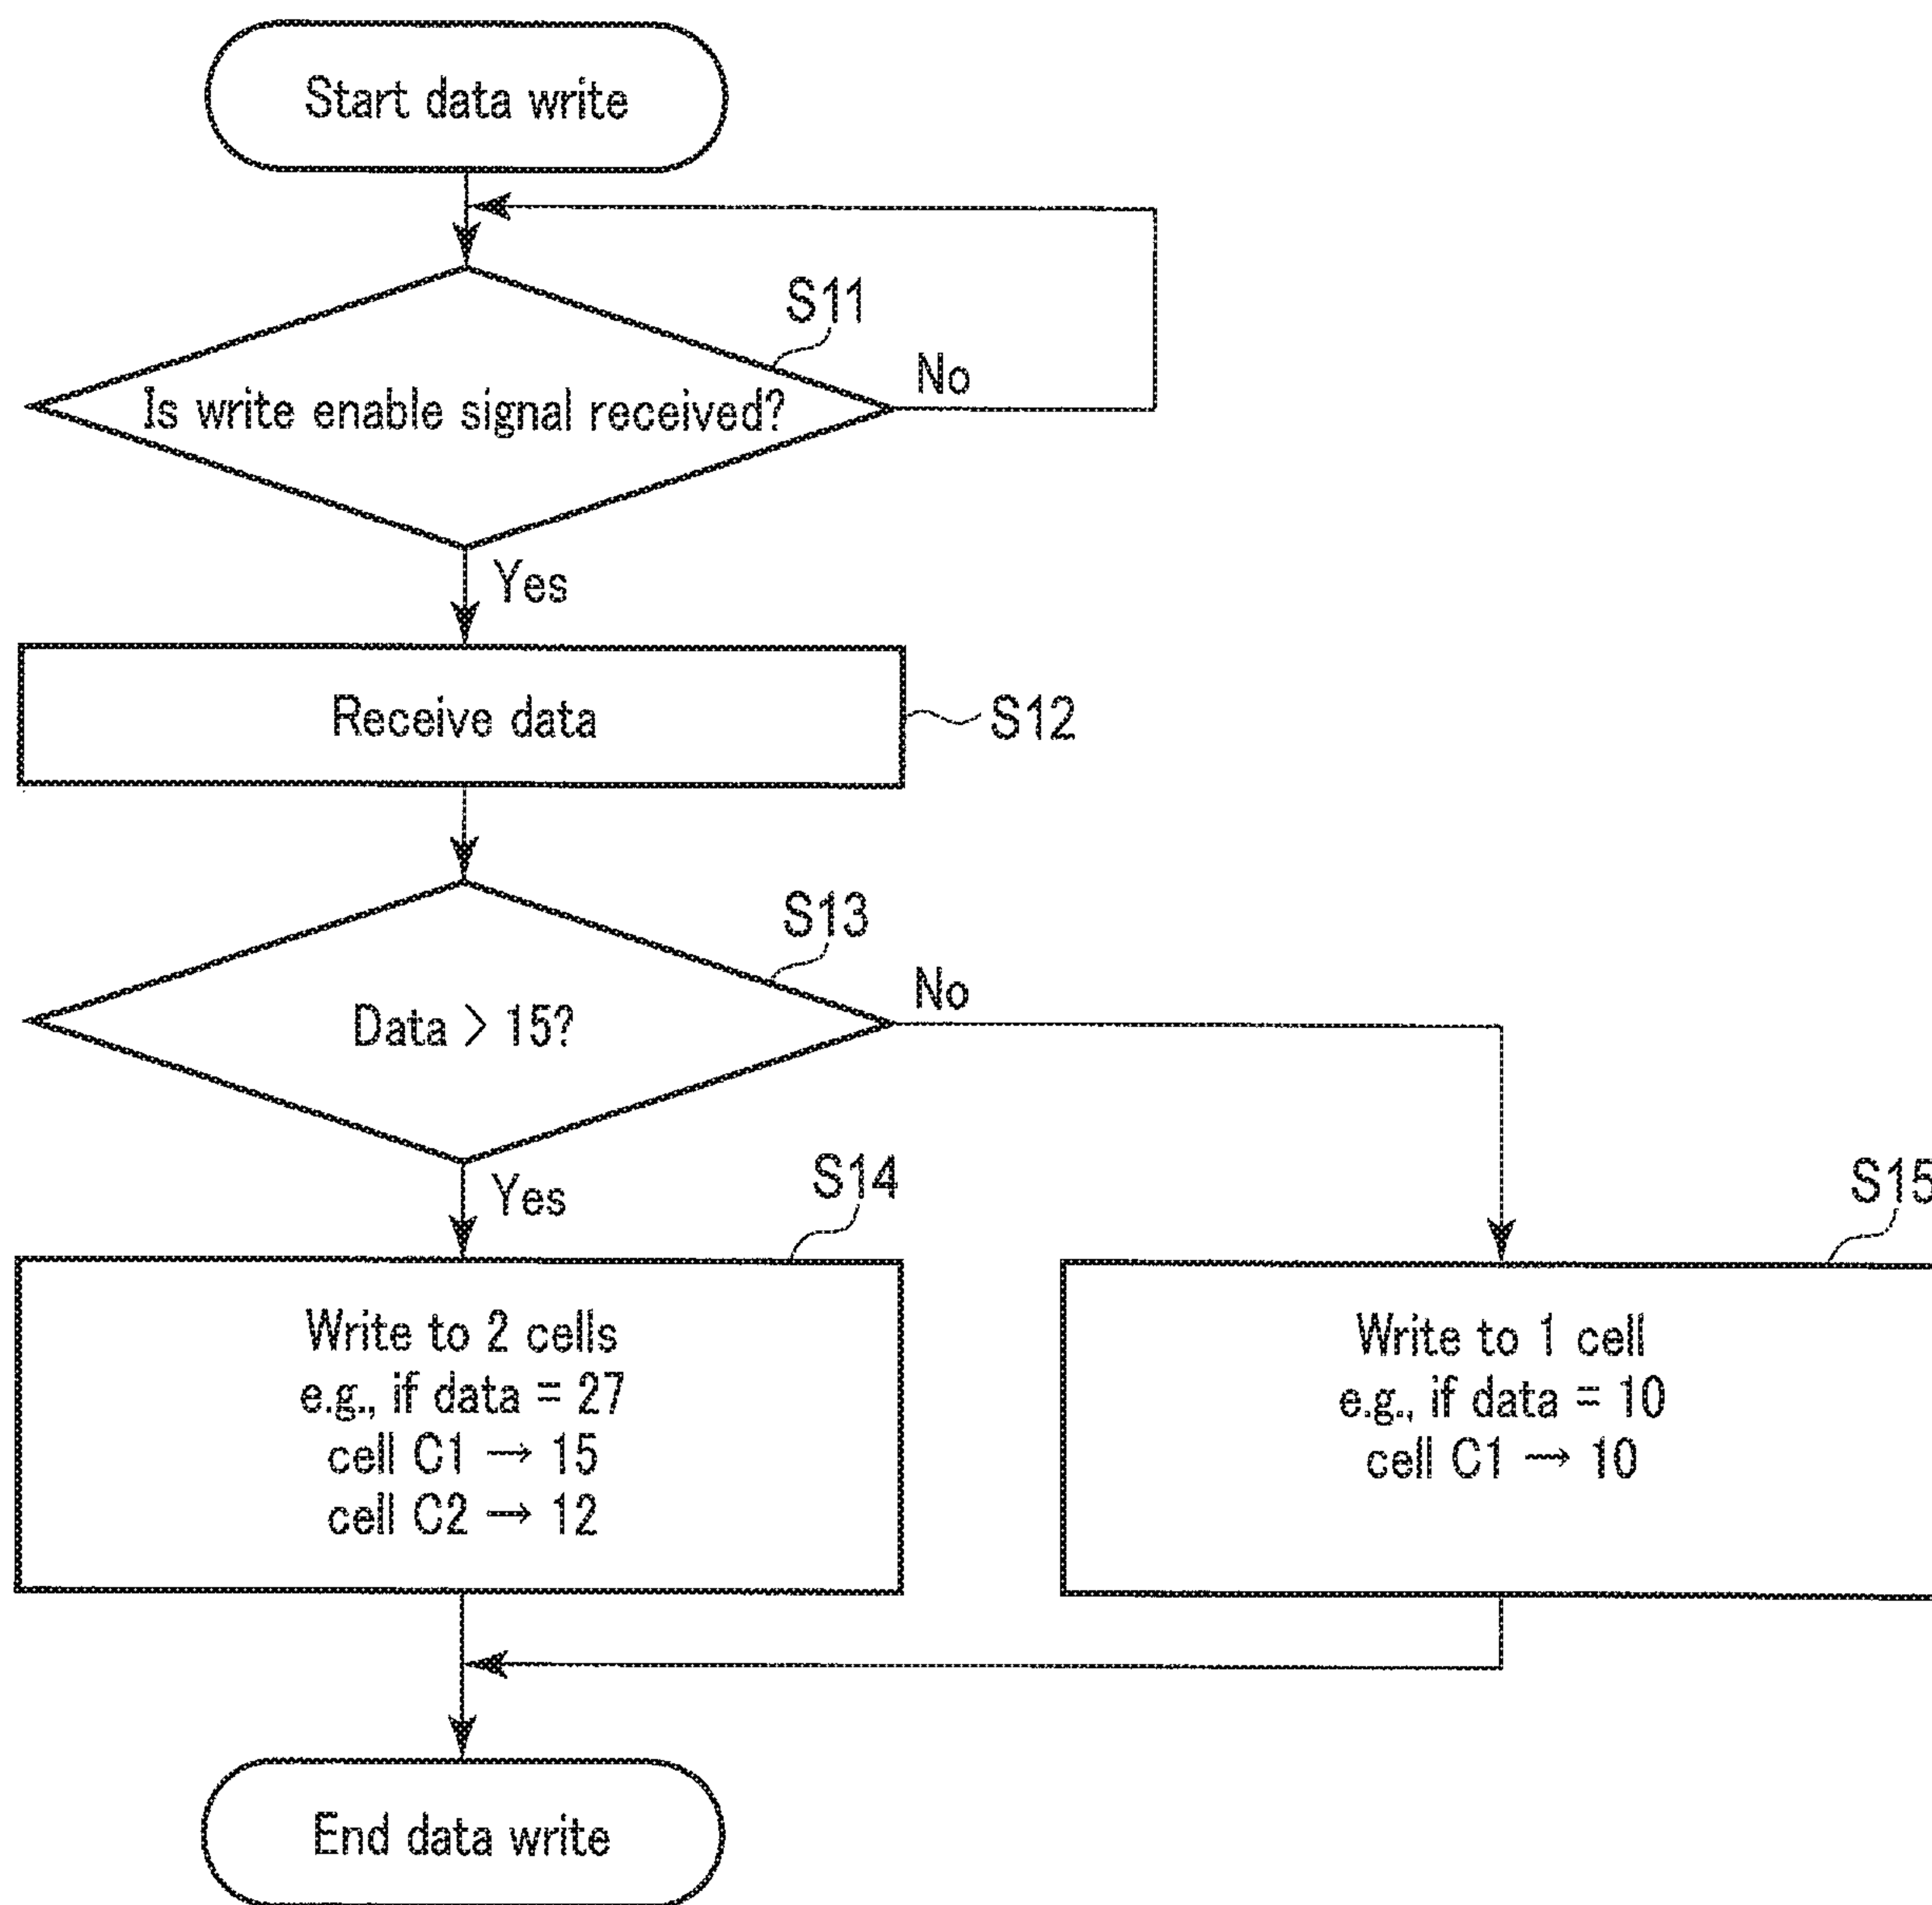 Start data write
S11
Is write enable signal received?
No
Yes
Receive data
S12
S13
Data > 15?
No
Yes
S14
Write to 2 cells
e.g., if data = 27
cell C1 → 15
cell C2 → 12
S15
Write to 1 cell
e.g., if data = 10
cell C1 → 10
End data write